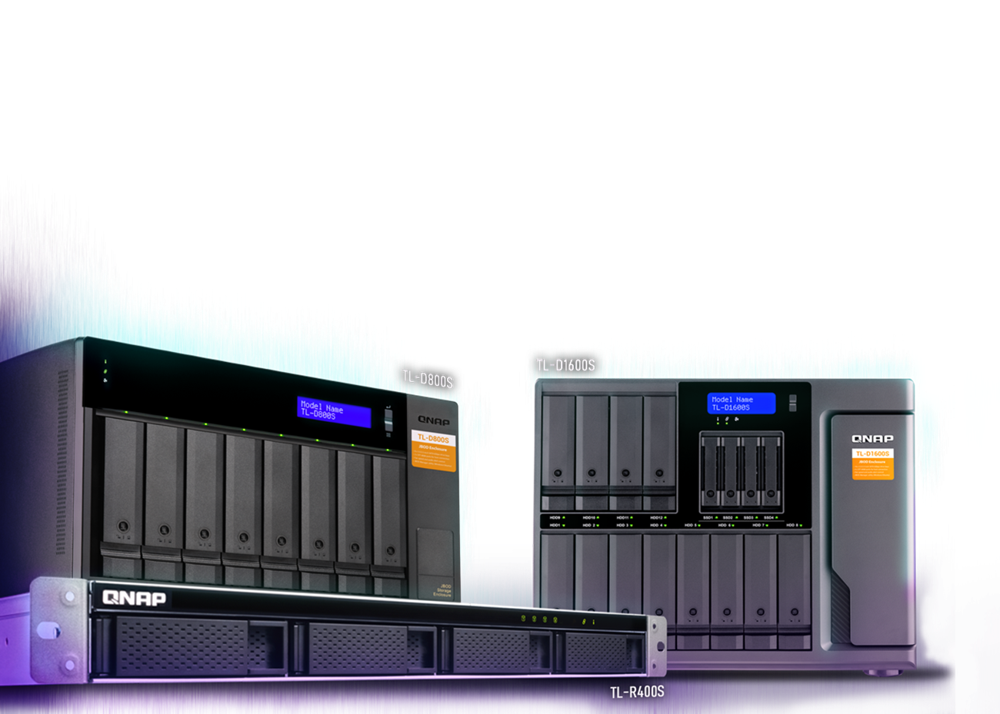 TL-D800S
Model Name
TL-D800S
QNAP
TL-D800S
JBOD Enclosure
JBOD
Storage
Enclosure
TL-D1600S
Model Name
TL-D1600S
QNAP
TL-D1600S
JBOD Enclosure
SSD1 SSD2 SSD3 SSD4
HDD9 HDD10 HDD11 HDD12
HDD1 HDD 2 HDD 3 HDD 4 HDD 5 HDD 6 HDD 7 HDD 8
QNAP
TL-R400S